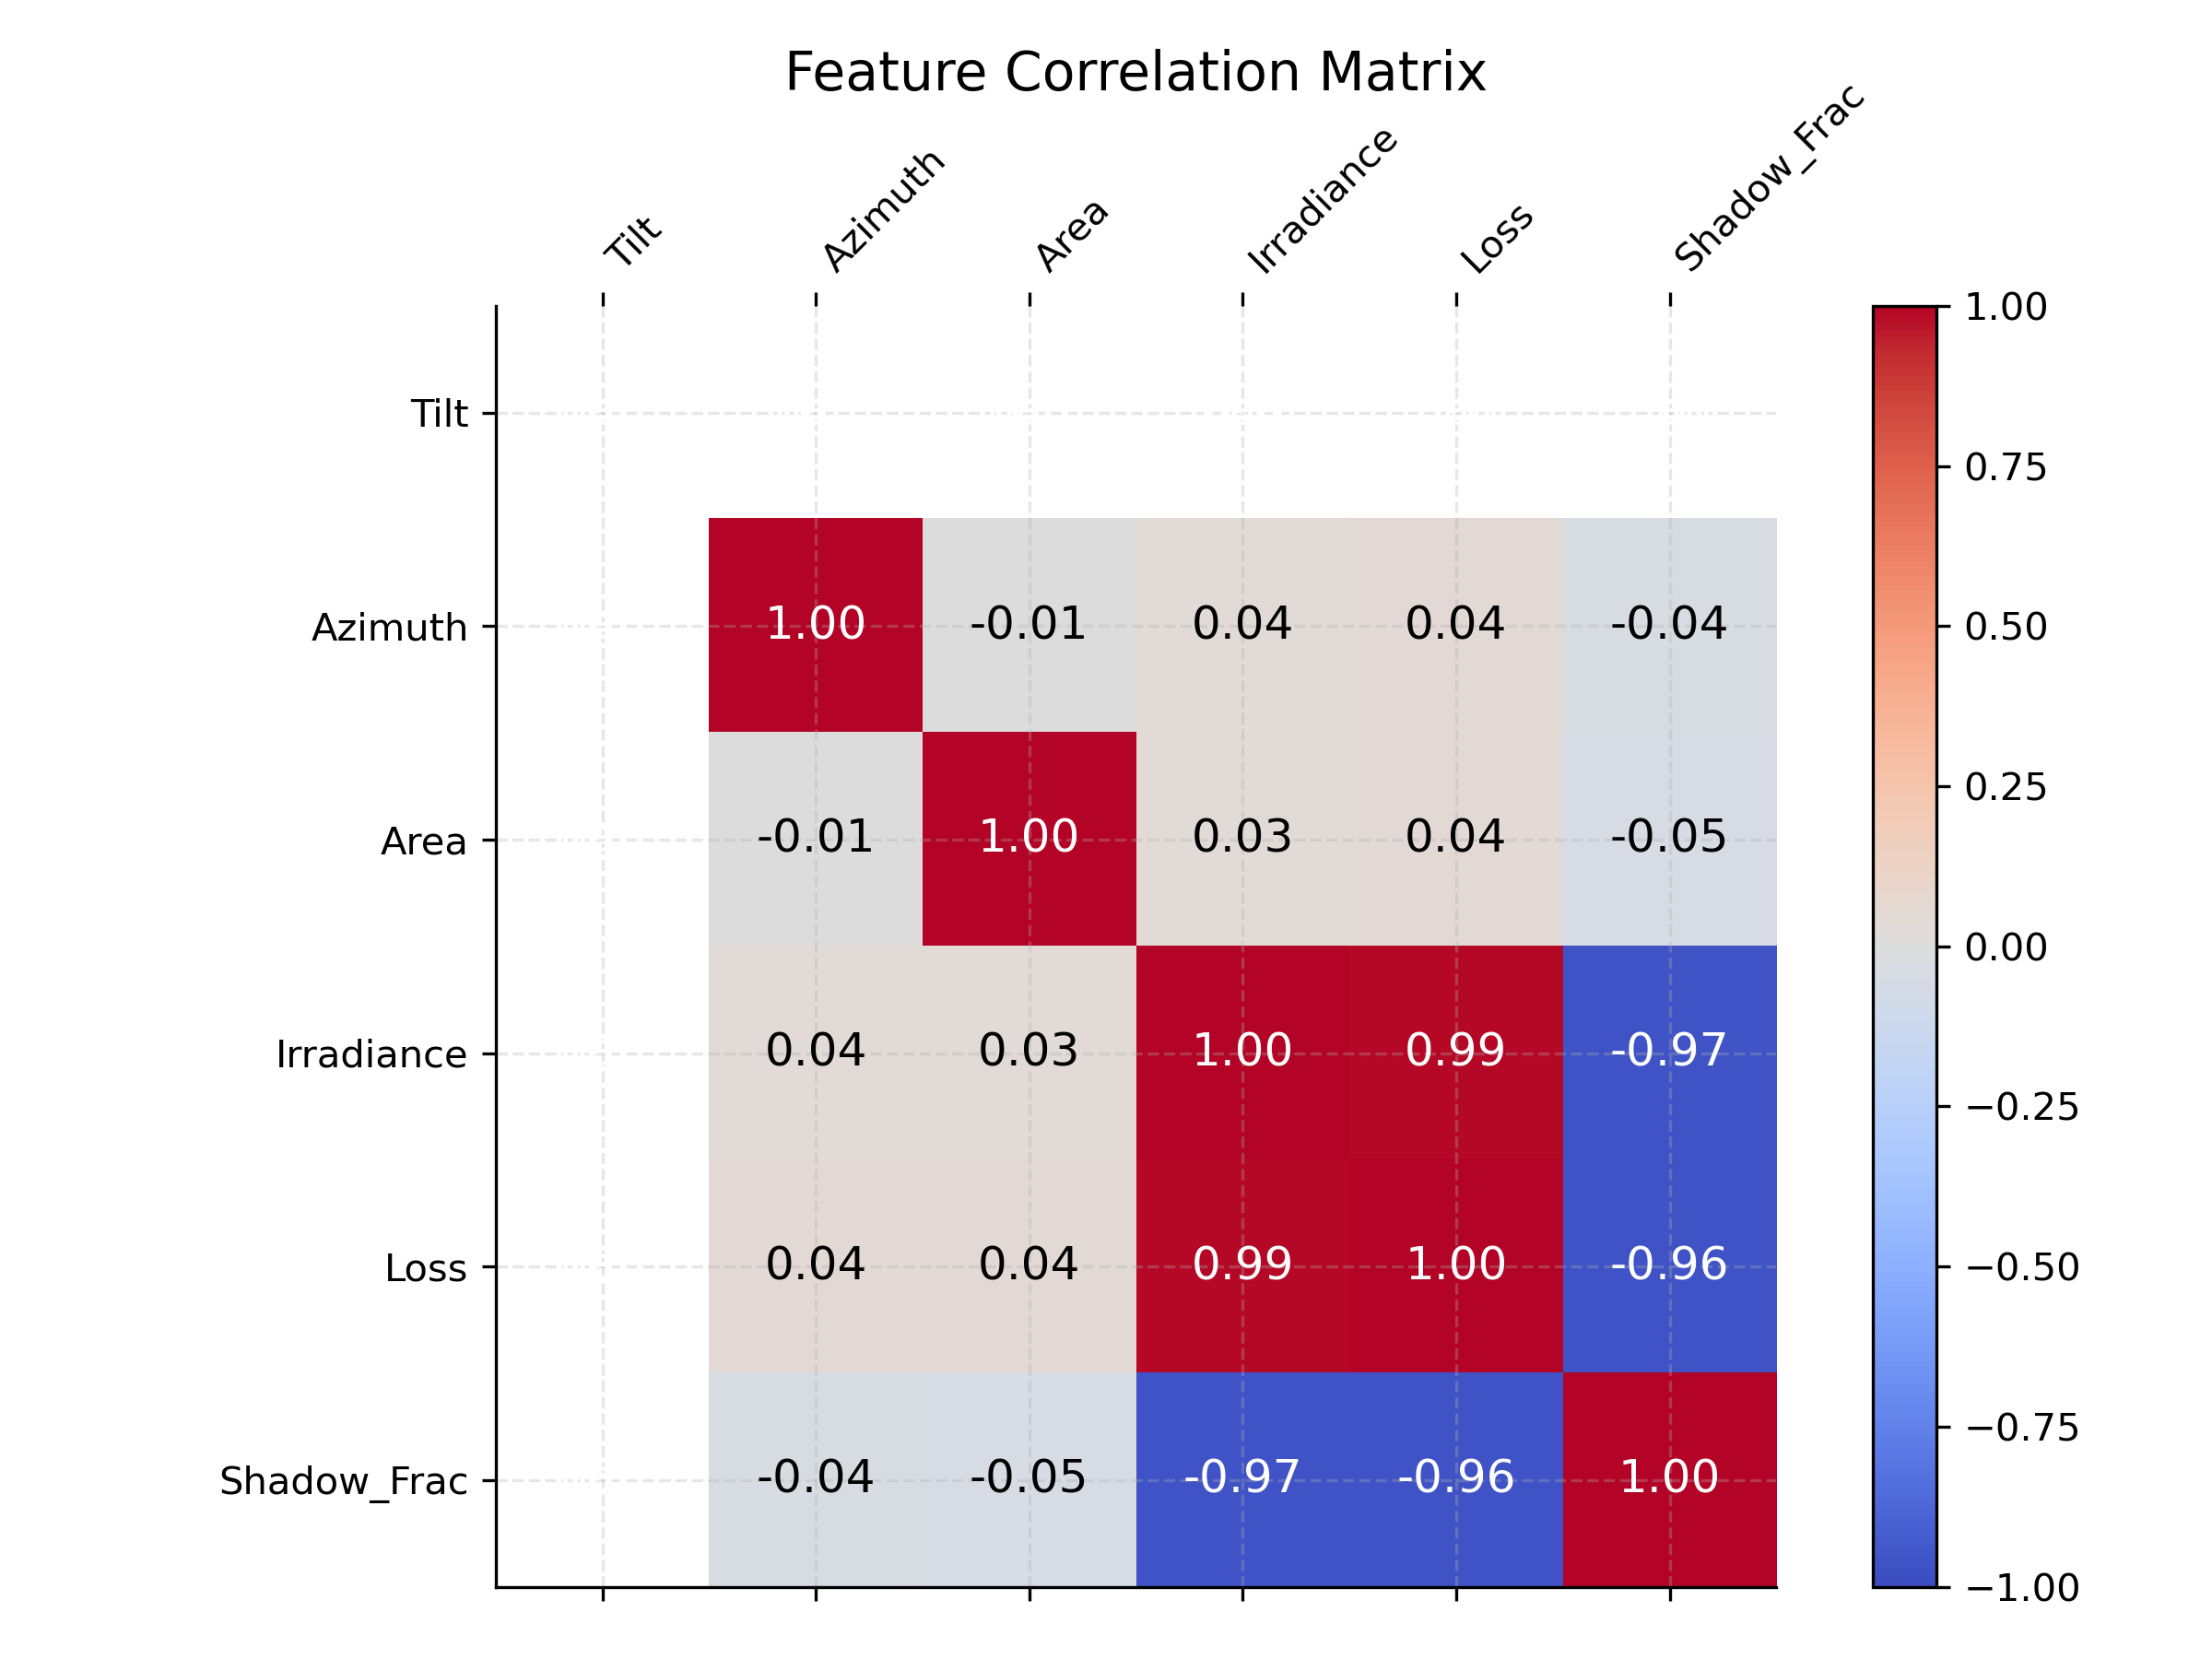 Feature Correlation Matrix
Tilt Azimuth Area Irradiance Loss Shadow_Frac
Tilt
Azimuth 1.00 -0.01 0.04 0.04 -0.04
Area -0.01 1.00 0.03 0.04 -0.05
Irradiance 0.04 0.03 1.00 0.99 -0.97
Loss 0.04 0.04 0.99 1.00 -0.96
Shadow_Frac -0.04 -0.05 -0.97 -0.96 1.00
1.00
0.75
0.50
0.25
0.00
−0.25
−0.50
−0.75
−1.00